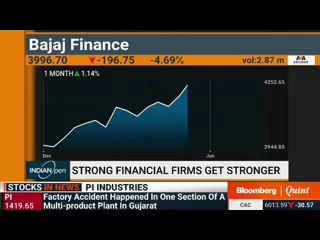 Bajaj Finance
3996.70 ▼-196.75 -4.69% vol:2.87 m
1 MONTH ▲ 1.14%
4252.65
3944.85
Dec Jan
INDIAN Open
STRONG FINANCIAL FIRMS GET STRONGER
STOCKS IN NEWS PI INDUSTRIES
Bloomberg Quint
PI
1419.65
Factory Accident Happened In One Section Of A
Multi-product Plant In Gujarat
CAC 6013.59 ▼-30.57